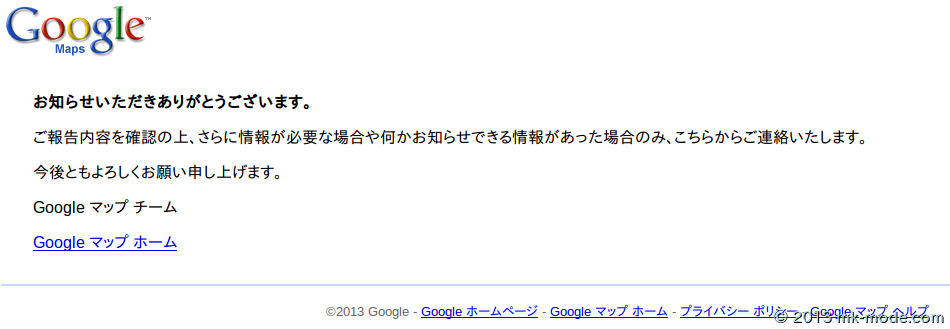 Google™
Maps
お知らせいただきありがとうございます。
ご報告内容を確認の上、さらに情報が必要な場合や何かお知らせできる情報があった場合のみ、こちらからご連絡いたします。
今後ともよろしくお願い申し上げます。
Google マップ チーム
Google マップ ホーム
©2013 Google - Google ホームページ - Google マップ ホーム - プライバシー ポリシー - Google マップ ヘルプ
© 2013 mk-mode.com